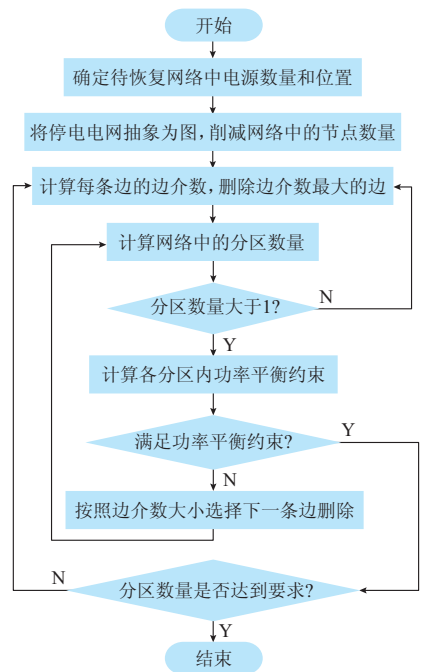 开始
确定待恢复网络中电源数量和位置
将停电电网抽象为图，削减网络中的节点数量
计算每条边的边介数，删除边介数最大的边
计算网络中的分区数量
分区数量大于1?
N
Y
计算各分区内功率平衡约束
满足功率平衡约束?
Y
N
按照边介数大小选择下一条边删除
N
分区数量是否达到要求?
Y
结束